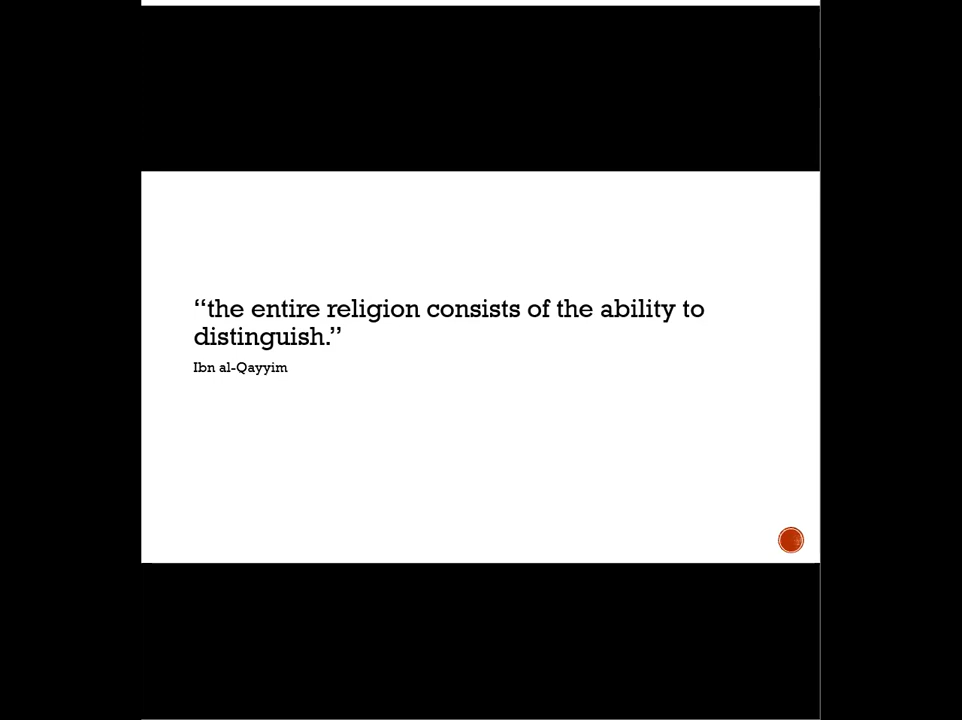 “the entire religion consists of the ability to
distinguish.”
Ibn al-Qayyim